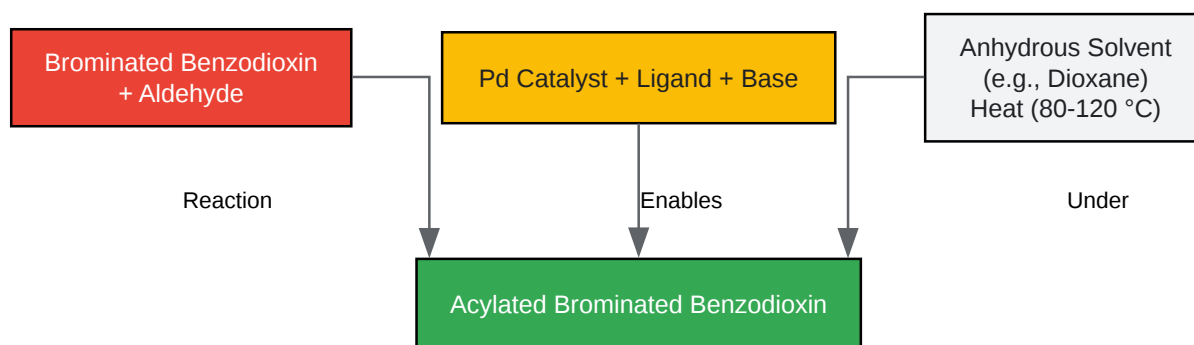 Brominated Benzodioxin
+ Aldehyde
Pd Catalyst + Ligand + Base
Anhydrous Solvent
(e.g., Dioxane)
Heat (80-120 °C)
Reaction
Enables
Under
Acylated Brominated Benzodioxin